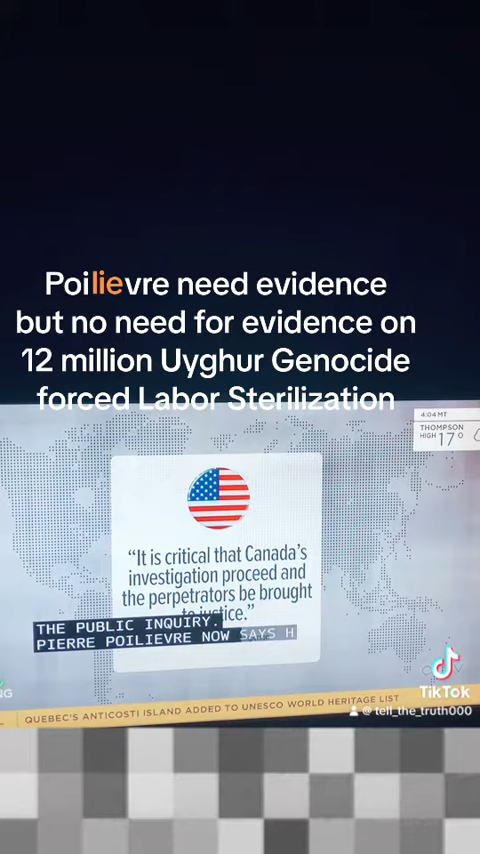 Poilievre need evidence
but no need for evidence on
12 million Uyghur Genocide
forced Labor Sterilization
4:04 MT
THOMPSON
HIGH 17°
“It is critical that Canada’s
investigation proceed and
the perpetrators be brought
to justice.”
THE PUBLIC INQUIRY.
PIERRE POILIEVRE NOW SAYS H
NG
QUEBEC'S ANTICOSTI ISLAND ADDED TO UNESCO WORLD HERITAGE LIST
TikTok
@tell_the_truth000